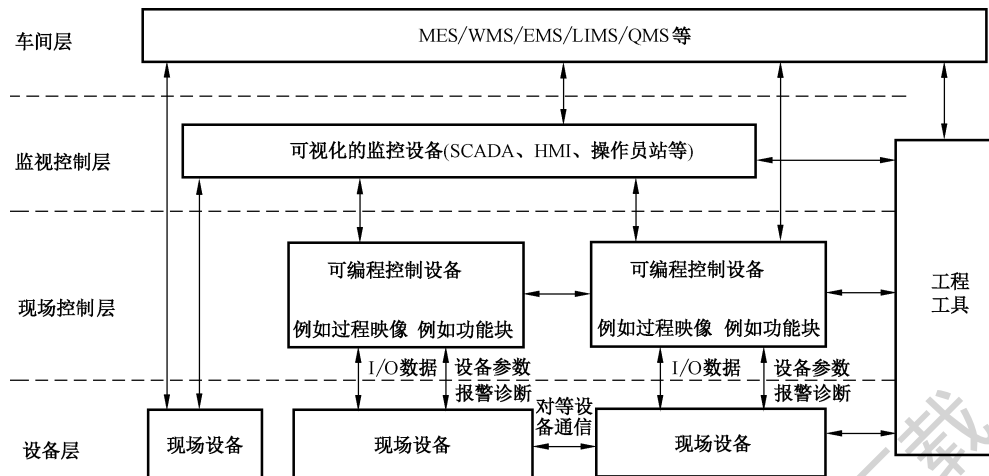 车间层
MES/WMS/EMS/LIMS/QMS等
监视控制层
可视化的监控设备(SCADA、HMI、操作员站等)
现场控制层
可编程控制设备
例如过程映像 例如功能块
可编程控制设备
例如过程映像 例如功能块
工程
工具
I/O数据
设备参数
报警诊断
I/O数据
设备参数
报警诊断
设备层
现场设备
现场设备
对等设
备通信
现场设备
下载